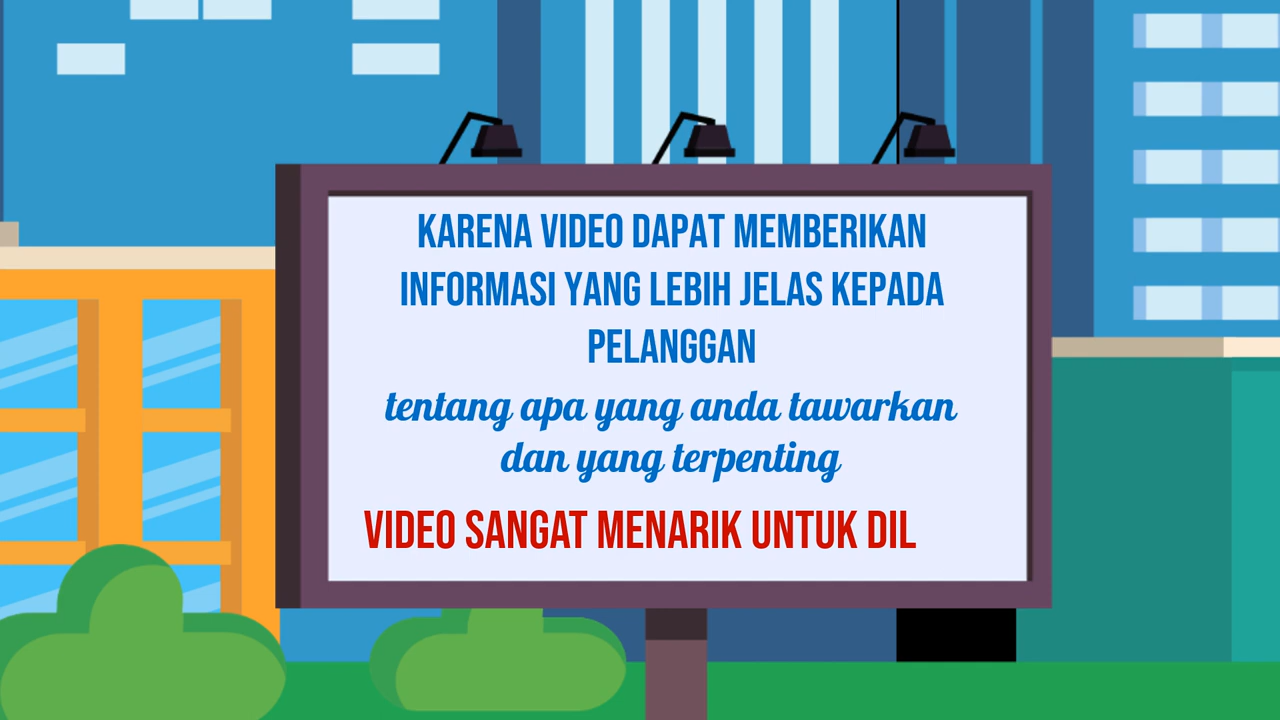 KARENA VIDEO DAPAT MEMBERIKAN
INFORMASI YANG LEBIH JELAS KEPADA
PELANGGAN
tentang apa yang anda tawarkan
dan yang terpenting
VIDEO SANGAT MENARIK UNTUK DIL